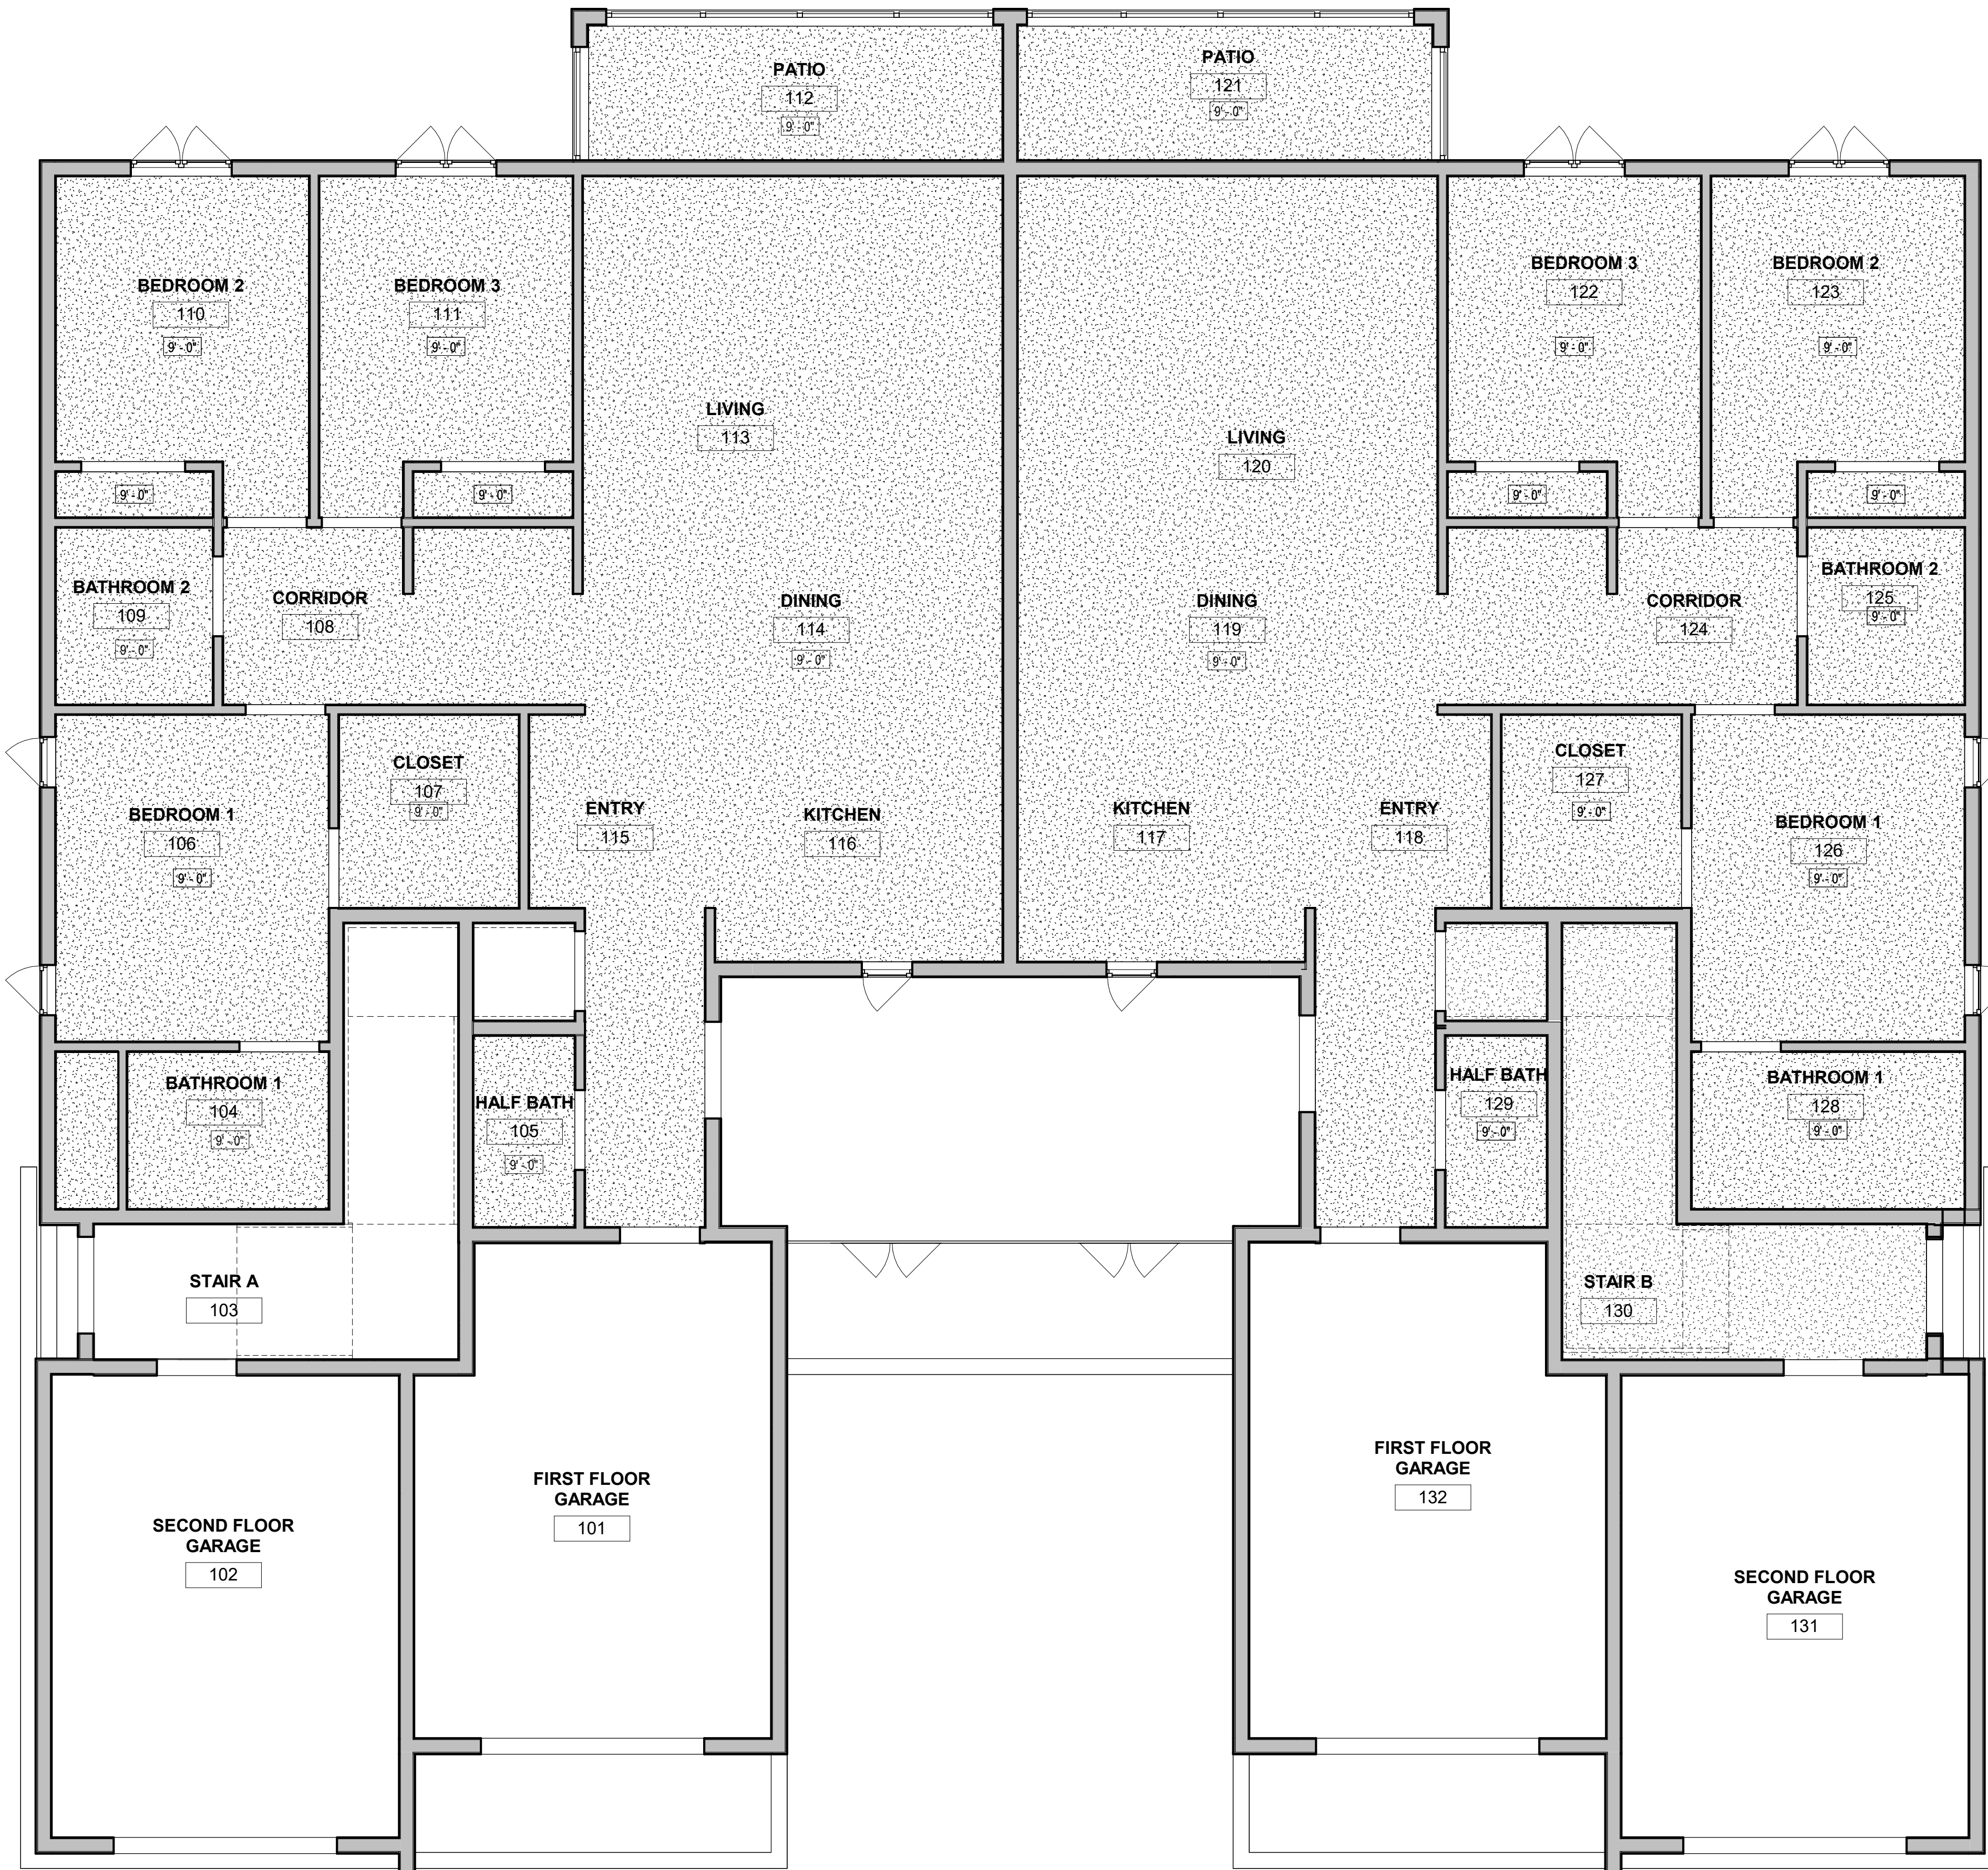 PATIO
112
9' - 0"
PATIO
121
9' - 0"
BEDROOM 2
110
9' - 0"
BEDROOM 3
111
9' - 0"
BEDROOM 3
122
9' - 0"
BEDROOM 2
123
9' - 0"
LIVING
113
LIVING
120
9' - 0"
9' - 0"
9' - 0"
9' - 0"
BATHROOM 2
109
9' - 0"
CORRIDOR
108
DINING
114
9' - 0"
DINING
119
9' - 0"
CORRIDOR
124
BATHROOM 2
125
9' - 0"
BEDROOM 1
106
9' - 0"
CLOSET
107
9' - 0"
ENTRY
115
KITCHEN
116
KITCHEN
117
ENTRY
118
CLOSET
127
9' - 0"
BEDROOM 1
126
9' - 0"
BATHROOM 1
104
9' - 0"
HALF BATH
105
9' - 0"
HALF BATH
129
9' - 0"
BATHROOM 1
128
9' - 0"
STAIR A
103
STAIR B
130
SECOND FLOOR
GARAGE
102
FIRST FLOOR
GARAGE
101
FIRST FLOOR
GARAGE
132
SECOND FLOOR
GARAGE
131